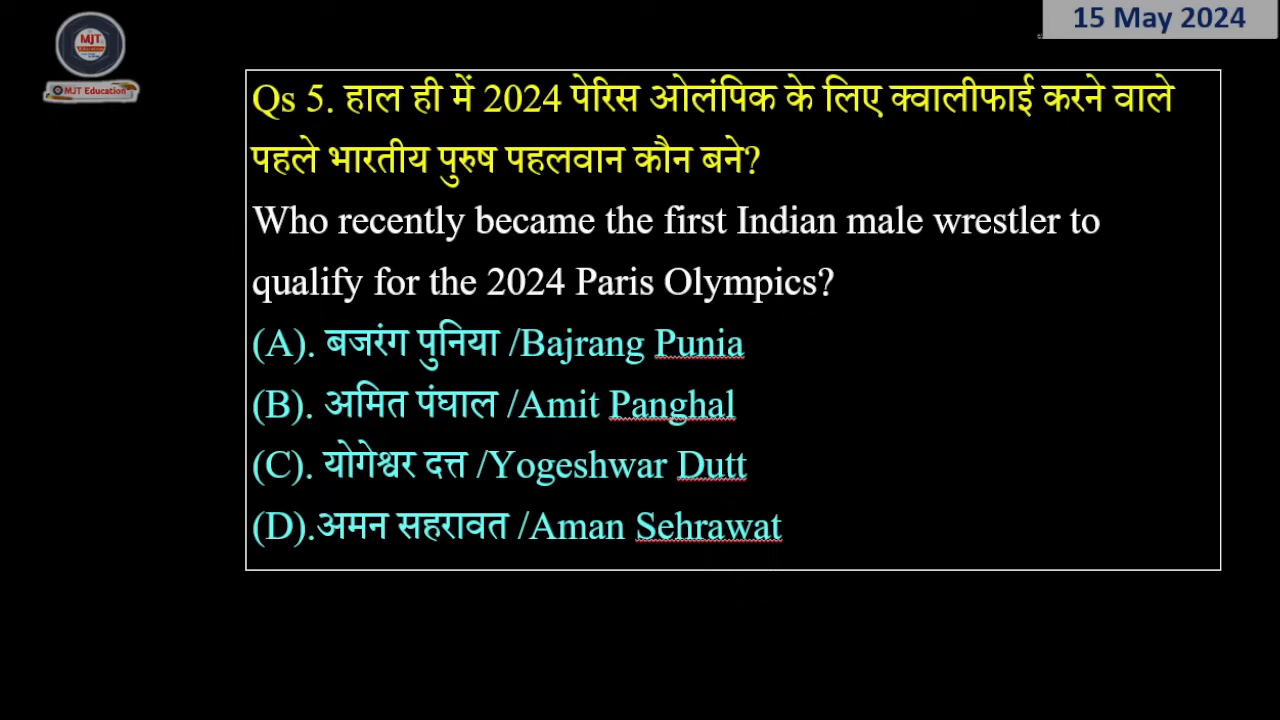 15 May 2024
MJT
Education
MJT Education
Qs 5. हाल ही में 2024 पेरिस ओलंपिक के लिए क्वालीफाई करने वाले
पहले भारतीय पुरुष पहलवान कौन बने?
Who recently became the first Indian male wrestler to
qualify for the 2024 Paris Olympics?
(A). बजरंग पुनिया /Bajrang Punia
(B). अमित पंघाल /Amit Panghal
(C). योगेश्वर दत्त /Yogeshwar Dutt
(D).अमन सहरावत /Aman Sehrawat